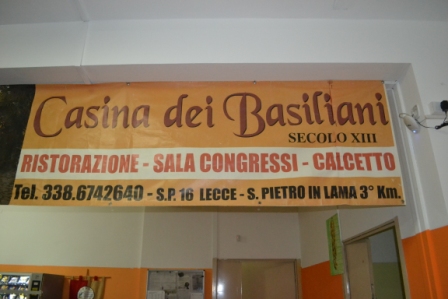 Casina dei Basiliani
SECOLO XIII
RISTORAZIONE - SALA CONGRESSI - CALCETTO
Tel. 338.6742640 - S.P. 16 LECCE - S. PIETRO IN LAMA 3° Km.